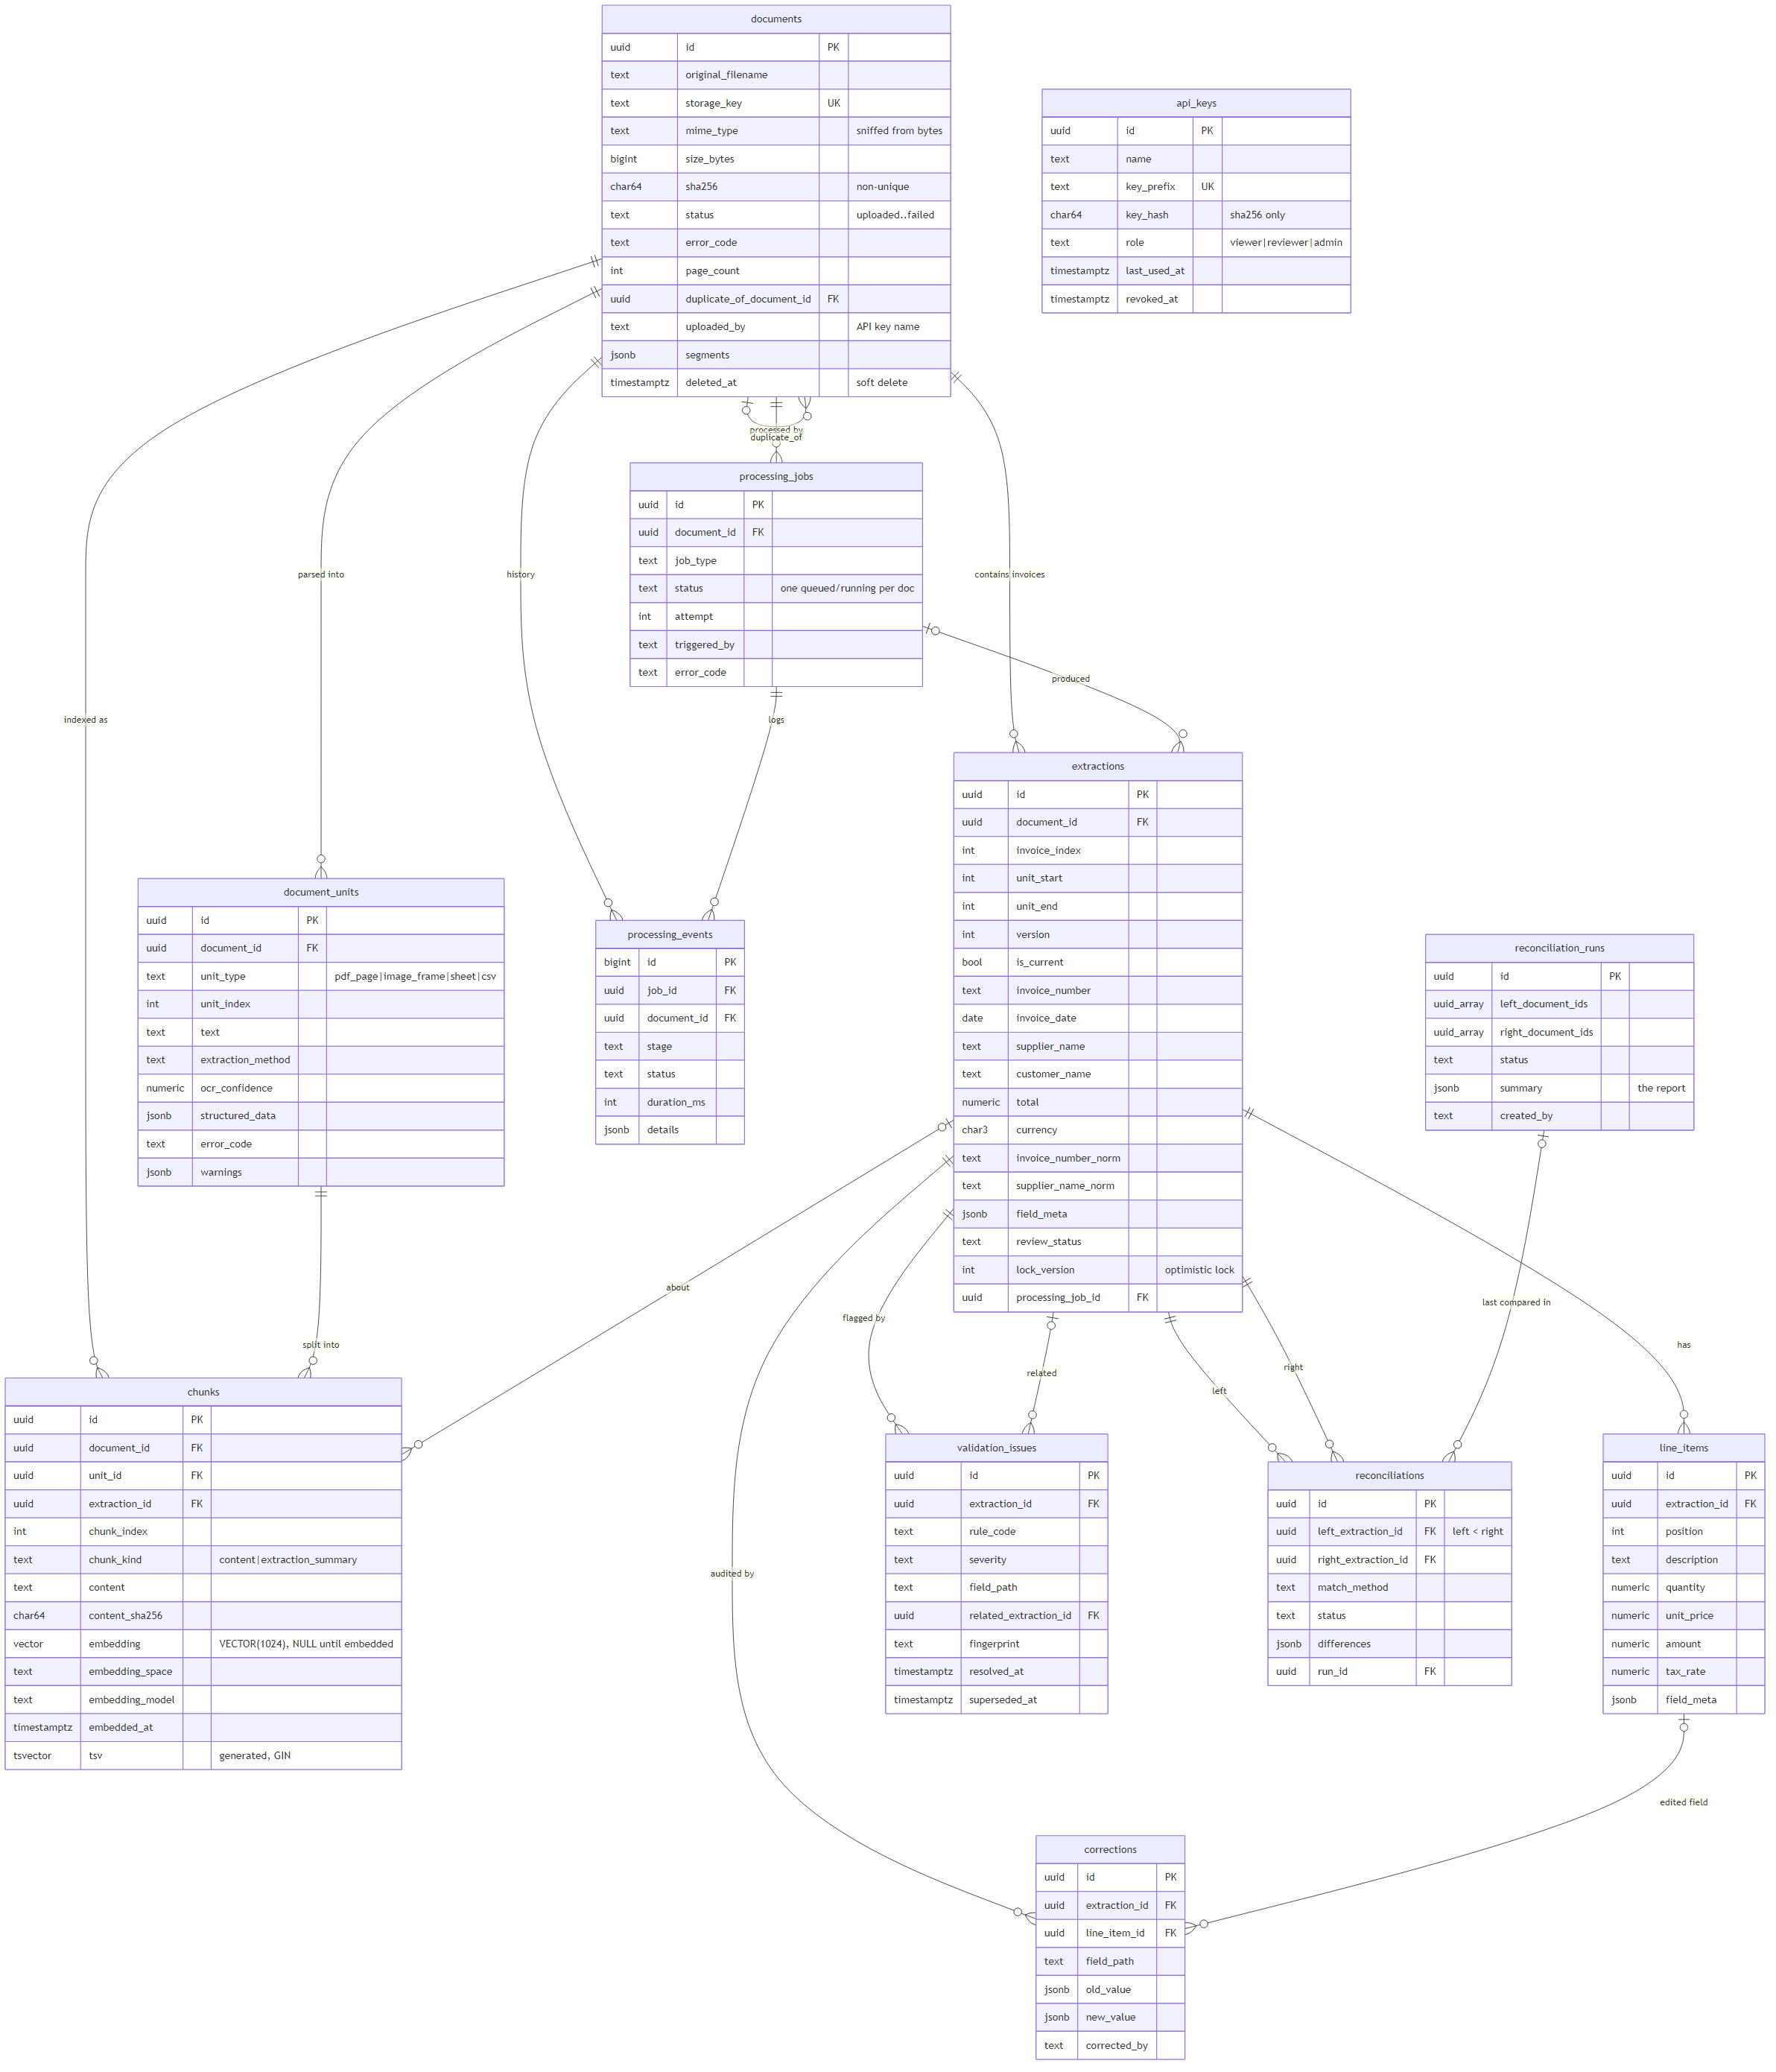 documents
uuid id PK
text original_filename
text storage_key UK
text mime_type sniffed from bytes
bigint size_bytes
char64 sha256 non-unique
text status uploaded..failed
text error_code
int page_count
uuid duplicate_of_document_id FK
text uploaded_by API key name
jsonb segments
timestamptz deleted_at soft delete
api_keys
uuid id PK
text name
text key_prefix UK
char64 key_hash sha256 only
text role viewer|reviewer|admin
timestamptz last_used_at
timestamptz revoked_at
processed by
duplicate_of
processing_jobs
uuid id PK
uuid document_id FK
text job_type
text status one queued/running per doc
int attempt
text triggered_by
text error_code
parsed into
history
contains invoices
produced
indexed as
logs
extractions
uuid id PK
uuid document_id FK
int invoice_index
int unit_start
int unit_end
int version
bool is_current
text invoice_number
date invoice_date
text supplier_name
text customer_name
numeric total
char3 currency
text invoice_number_norm
text supplier_name_norm
jsonb field_meta
text review_status
int lock_version optimistic lock
uuid processing_job_id FK
document_units
uuid id PK
uuid document_id FK
text unit_type pdf_page|image_frame|sheet|csv
int unit_index
text text
text extraction_method
numeric ocr_confidence
jsonb structured_data
text error_code
jsonb warnings
processing_events
bigint id PK
uuid job_id FK
uuid document_id FK
text stage
text status
int duration_ms
jsonb details
reconciliation_runs
uuid id PK
uuid_array left_document_ids
uuid_array right_document_ids
text status
jsonb summary the report
text created_by
about
flagged by
last compared in
split into
related
left
right
has
chunks
uuid id PK
uuid document_id FK
uuid unit_id FK
uuid extraction_id FK
int chunk_index
text chunk_kind content|extraction_summary
text content
char64 content_sha256
vector embedding VECTOR(1024), NULL until embedded
text embedding_space
text embedding_model
timestamptz embedded_at
tsvector tsv generated, GIN
validation_issues
uuid id PK
uuid extraction_id FK
text rule_code
text severity
text field_path
uuid related_extraction_id FK
text fingerprint
timestamptz resolved_at
timestamptz superseded_at
reconciliations
uuid id PK
uuid left_extraction_id FK left < right
uuid right_extraction_id FK
text match_method
text status
jsonb differences
uuid run_id FK
line_items
uuid id PK
uuid extraction_id FK
int position
text description
numeric quantity
numeric unit_price
numeric amount
numeric tax_rate
jsonb field_meta
audited by
edited field
corrections
uuid id PK
uuid extraction_id FK
uuid line_item_id FK
text field_path
jsonb old_value
jsonb new_value
text corrected_by